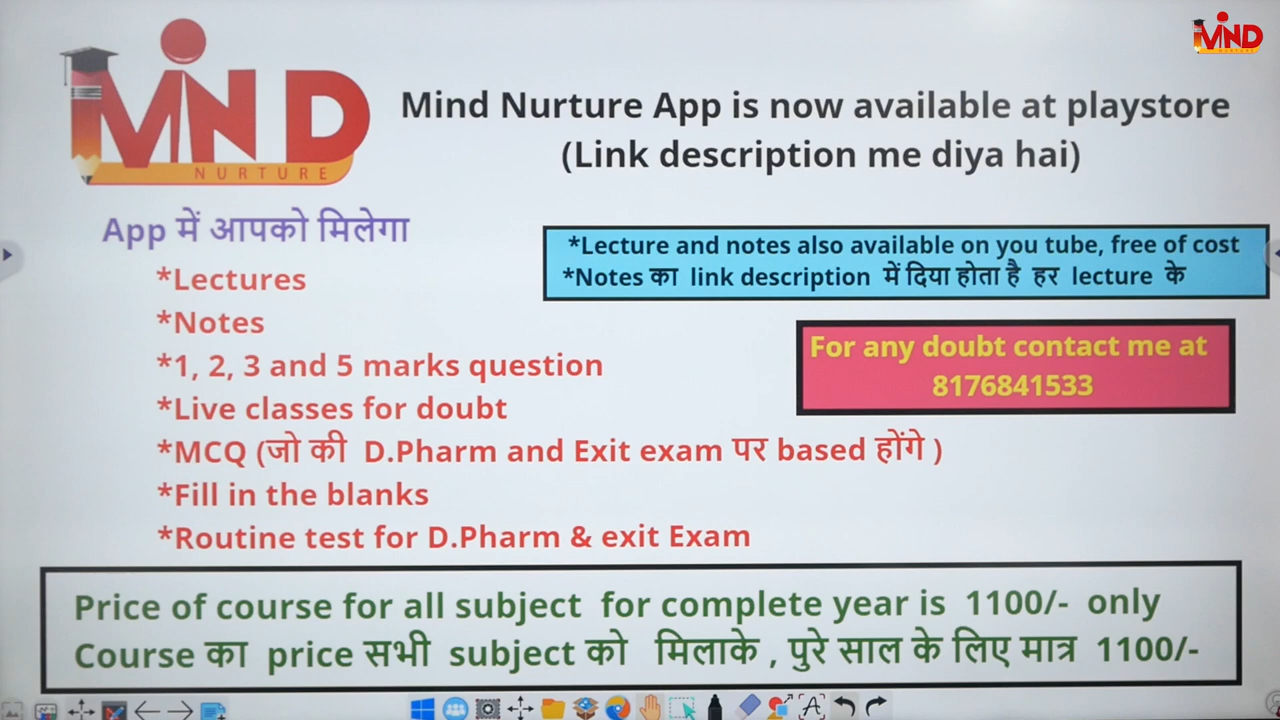 MIND
NURTURE
MIND
NURTURE
Mind Nurture App is now available at playstore
(Link description me diya hai)
App में आपको मिलेगा
*Lectures
*Notes
*1, 2, 3 and 5 marks question
*Live classes for doubt
*MCQ (जो की D.Pharm and Exit exam पर based होंगे )
*Fill in the blanks
*Routine test for D.Pharm & exit Exam
*Lecture and notes also available on you tube, free of cost
*Notes का link description में दिया होता है हर lecture के
For any doubt contact me at
8176841533
Price of course for all subject for complete year is 1100/- only
Course का price सभी subject को मिलाके , पुरे साल के लिए मात्र 1100/-